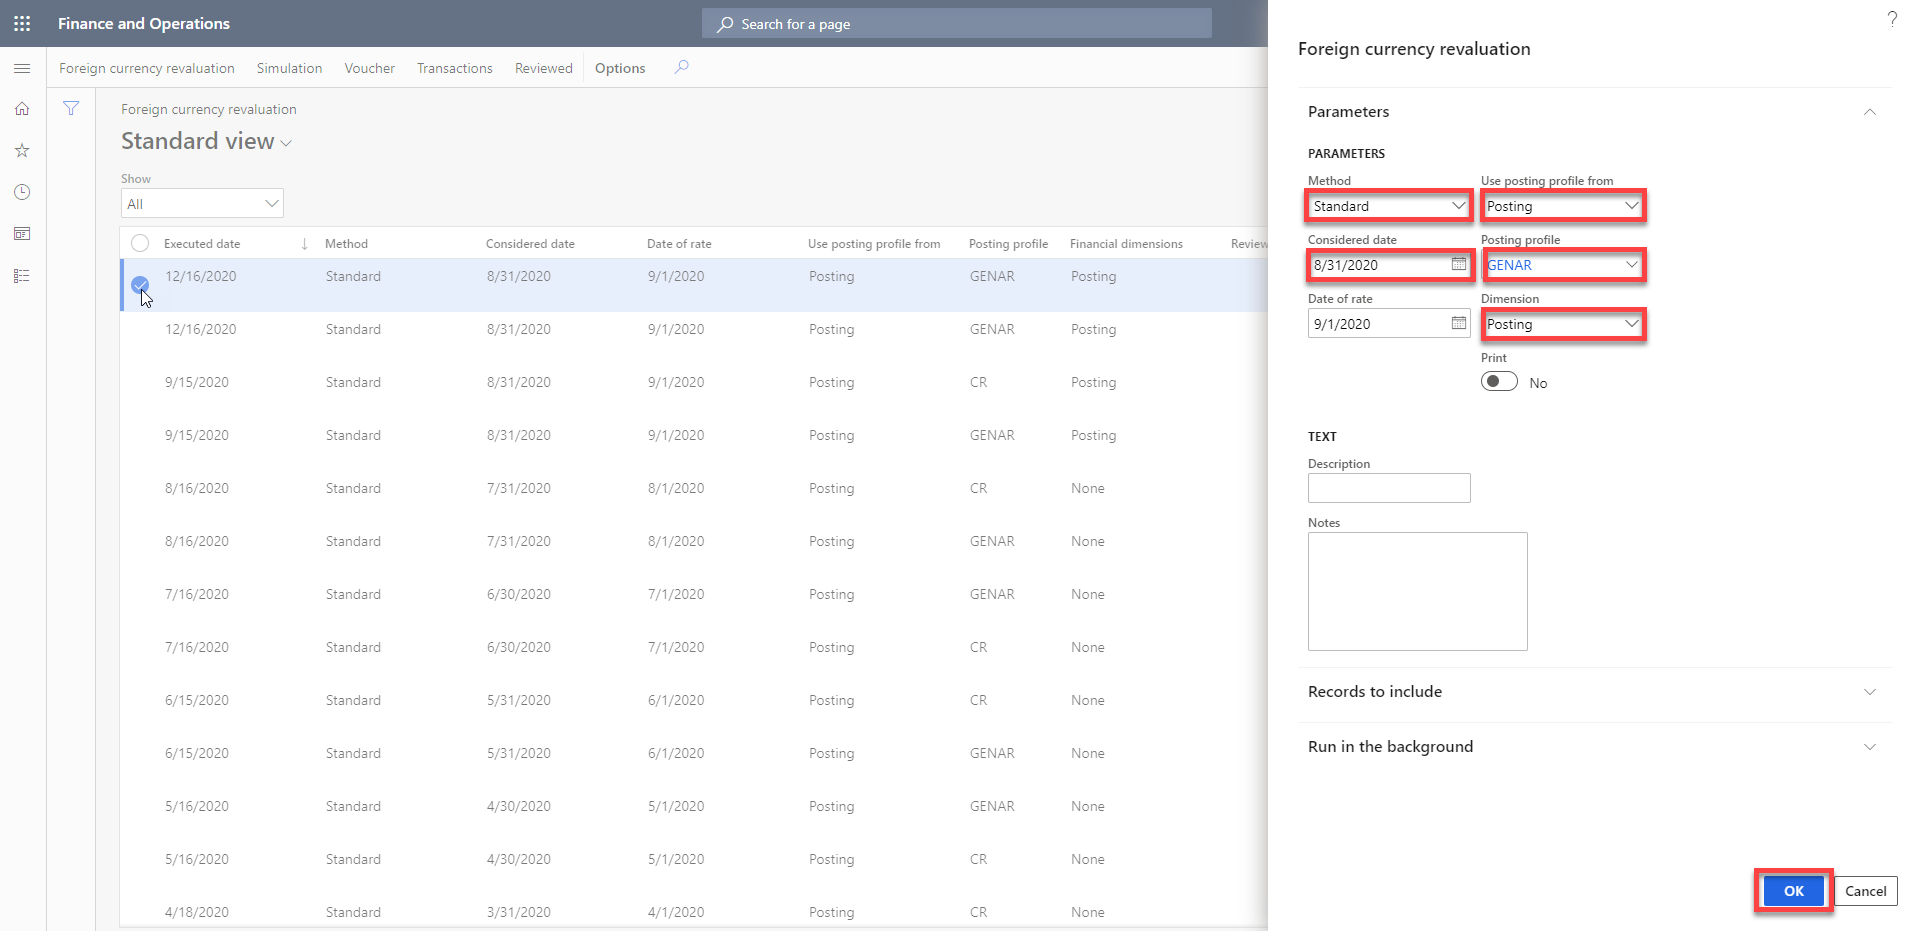 Finance and Operations
Search for a page
?
Foreign currency revaluation
Simulation
Voucher
Transactions
Reviewed
Options
Foreign currency revaluation
Standard view
Show
All
Executed date ↓ Method Considered date Date of rate Use posting profile from Posting profile Financial dimensions Review
12/16/2020 Standard 8/31/2020 9/1/2020 Posting GENAR Posting
12/16/2020 Standard 8/31/2020 9/1/2020 Posting GENAR Posting
9/15/2020 Standard 8/31/2020 9/1/2020 Posting CR Posting
9/15/2020 Standard 8/31/2020 9/1/2020 Posting GENAR Posting
8/16/2020 Standard 7/31/2020 8/1/2020 Posting CR None
8/16/2020 Standard 7/31/2020 8/1/2020 Posting GENAR None
7/16/2020 Standard 6/30/2020 7/1/2020 Posting GENAR None
7/16/2020 Standard 6/30/2020 7/1/2020 Posting CR None
6/15/2020 Standard 5/31/2020 6/1/2020 Posting CR None
6/15/2020 Standard 5/31/2020 6/1/2020 Posting GENAR None
5/16/2020 Standard 4/30/2020 5/1/2020 Posting GENAR None
5/16/2020 Standard 4/30/2020 5/1/2020 Posting CR None
4/18/2020 Standard 3/31/2020 4/1/2020 Posting CR None
Foreign currency revaluation
Parameters
PARAMETERS
Method
Standard
Considered date
8/31/2020
Date of rate
9/1/2020
Use posting profile from
Posting
Posting profile
GENAR
Dimension
Posting
Print
No
TEXT
Description
Notes
Records to include
Run in the background
OK
Cancel